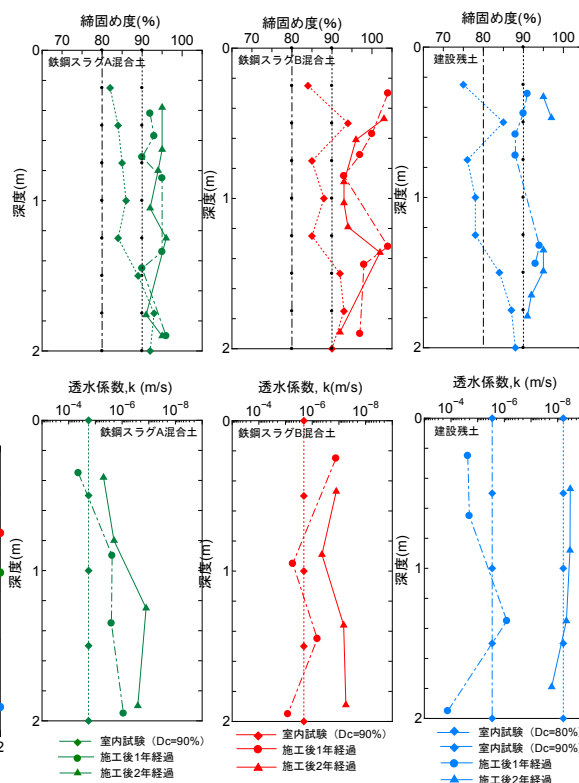 締固め度(%)
70 80 90 100
0
1
2
深度(m)
鉄鋼スラグA混合土
締固め度(%)
70 80 90 100
0
1
2
深度(m)
鉄鋼スラグB混合土
締固め度(%)
70 80 90 100
0
1
2
深度(m)
建設残土
透水係数,k (m/s)
10⁻⁴ 10⁻⁶ 10⁻⁸
0
1
2
深度(m)
鉄鋼スラグA混合土
室内試験（Dc=90%）
施工後1年経過
施工後2年経過
透水係数, k(m/s)
10⁻⁴ 10⁻⁶ 10⁻⁸
0
1
2
深度(m)
鉄鋼スラグB混合土
室内試験（Dc=90%）
施工後1年経過
施工後2年経過
透水係数,k (m/s)
10⁻⁴ 10⁻⁶ 10⁻⁸
0
1
2
深度(m)
建設残土
室内試験（Dc=80%）
室内試験（Dc=90%）
施工後1年経過
施工後2年経過
2